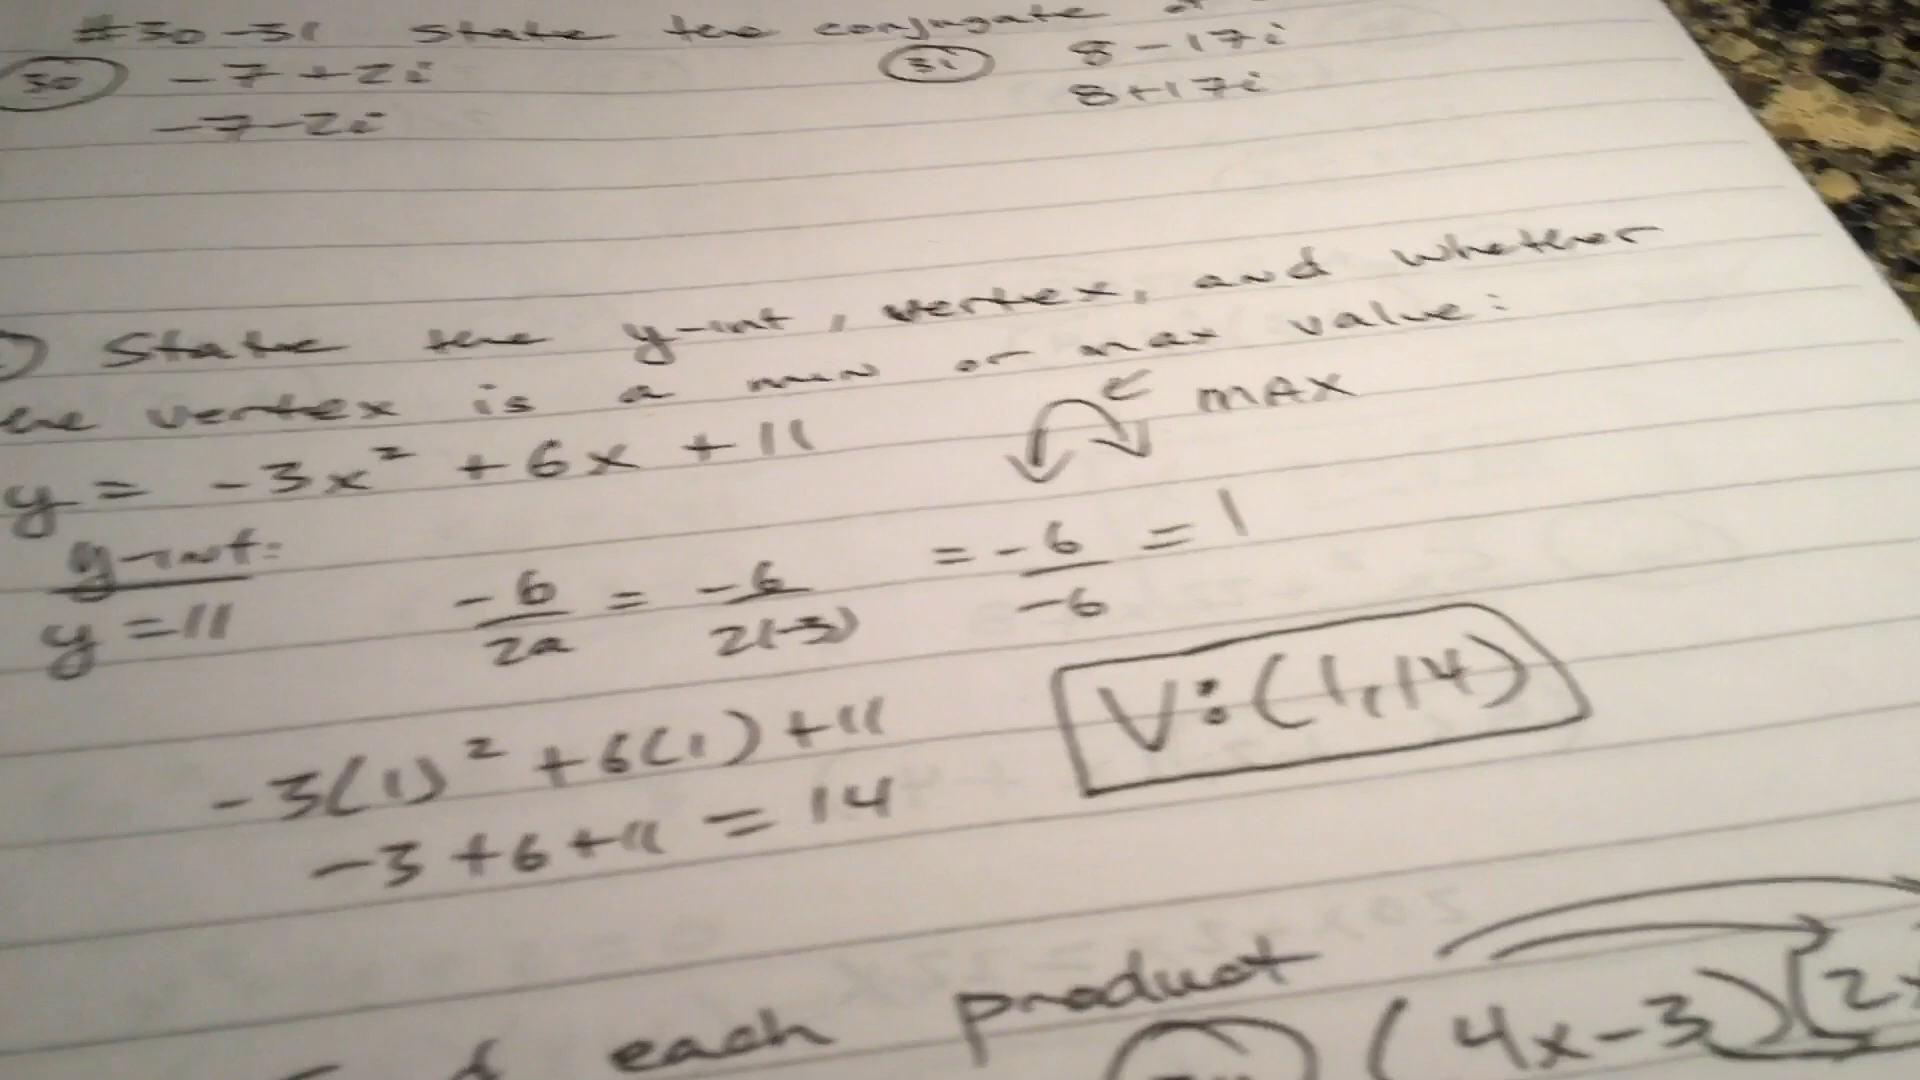 #30-31 State the conjugate
30 -7+2i
-7-2i
31 8-17i
8+17i
State the y-int, vertex, and whether
the vertex is a min or max value:
y = -3x² + 6x + 11
MAX
y-int:
y = 11
-b/2a = -6/2(-3) = -6/-6 = 1
-3(1)² + 6(1) + 11
-3 + 6 + 11 = 14
V: (1, 14)
each product
(4x-3)(2x